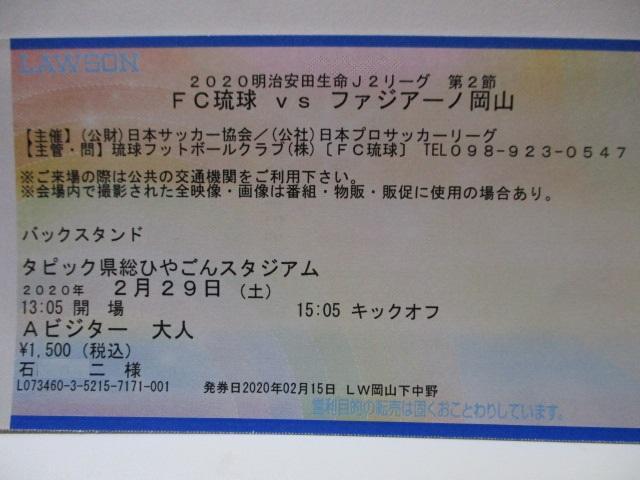 LAWSON
2020明治安田生命J2リーグ 第2節
FC琉球 vs ファジアーノ岡山
【主催】(公財)日本サッカー協会/(公社)日本プロサッカーリーグ
【主管・問】琉球フットボールクラブ(株)〔FC琉球〕 TEL098-923-0547
※ご来場の際は公共の交通機関をご利用下さい。
※会場内で撮影された全映像・画像は番組・物販・販促に使用の場合あり。
バックスタンド
タピック県総ひやごんスタジアム
2020年 2月29日(土)
13:05 開 場 15:05 キックオフ
Aビジター 大人
¥1,500(税込)
石 二 様
L073460-3-5215-7171-001 発券日2020年02月15日 LW岡山下中野
営利目的の転売は固くおことわりしています。